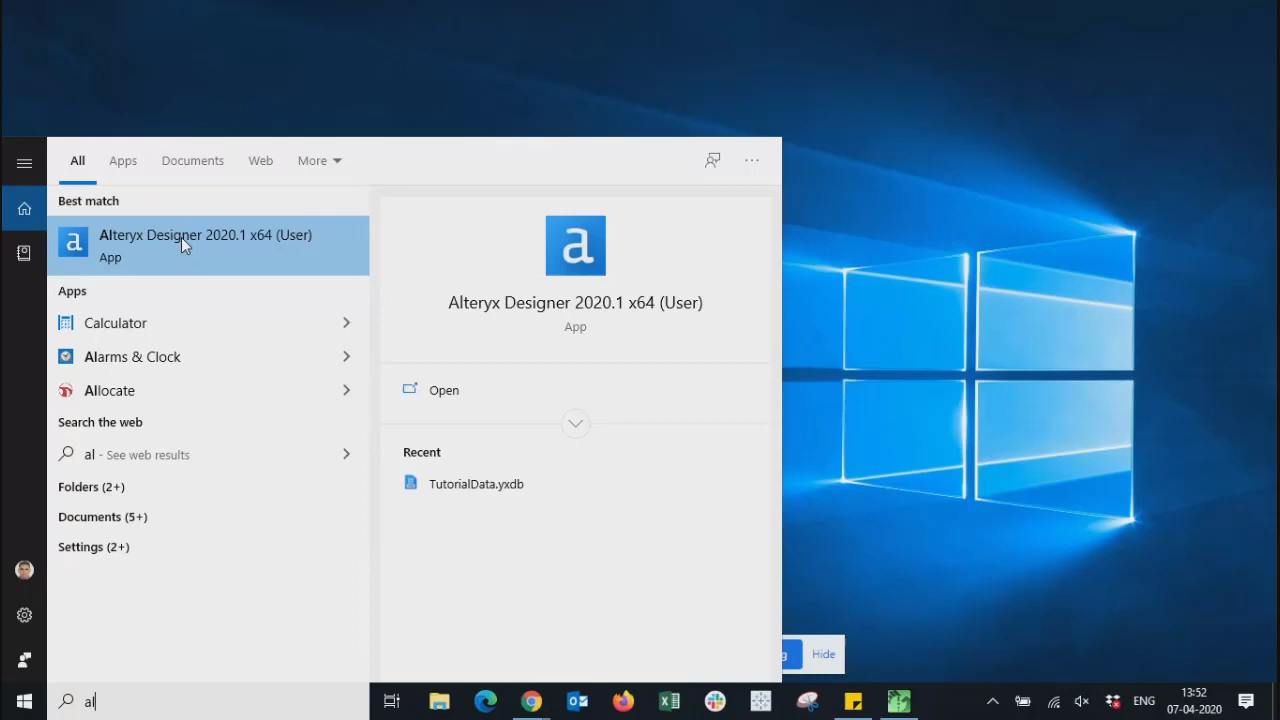 All Apps Documents Web More
Best match
Alteryx Designer 2020.1 x64 (User)
App
Apps
Calculator
Alarms & Clock
Allocate
Search the web
al - See web results
Folders (2+)
Documents (5+)
Settings (2+)
a
Alteryx Designer 2020.1 x64 (User)
App
Open
Recent
TutorialData.yxdb
g Hide
al
ENG
13:52
07-04-2020